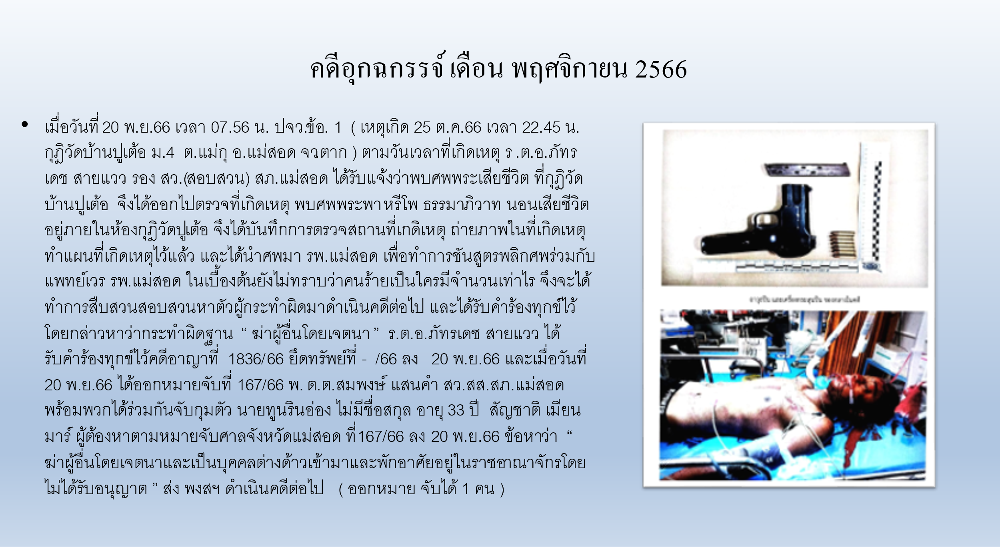 คดีอุกฉกรรจ์ เดือน พฤศจิกายน 2566
• เมื่อวันที่ 20 พ.ย.66 เวลา 07.56 น. ปจว.ข้อ. 1 ( เหตุเกิด 25 ต.ค.66 เวลา 22.45 น.
กุฎิวัดบ้านปูเต้อ ม.4 ต.แม่กุ อ.แม่สอด จว.ตาก ) ตามวันเวลาที่เกิดเหตุ ร .ต.อ.ภัทร
เดช สายแวว รอง สว.(สอบสวน) สภ.แม่สอด ได้รับแจ้งว่าพบศพพระเสียชีวิต ที่กุฎิวัด
บ้านปูเต้อ จึงได้ออกไปตรวจที่เกิดเหตุ พบศพพระพาหรีโพ ธรรมาภิวาท นอนเสียชีวิต
อยู่ภายในห้องกุฎิวัดปูเต้อ จึงได้บันทึกการตรวจสถานที่เกดิเหตุ ถ่ายภาพในที่เกิดเหตุ
ทำแผนที่เกิดเหตุไว้แล้ว และได้นำศพมา รพ.แม่สอด เพื่อทำการชันสูตรพลิกศพร่วมกับ
แพทย์เวร รพ.แม่สอด ในเบื้องต้นยังไม่ทราบว่าคนร้ายเป็นใครมีจำนวนเท่าไร จึงจะได้
ทำการสืบสวนสอบสวนหาตัวผู้กระทำผิดมาดำเนินคดีต่อไป และได้รับคำร้องทุกข์ไว้
โดยกล่าวหาว่ากระทำผิดฐาน “ ฆ่าผู้อื่นโดยเจตนา ” ร.ต.อ.ภัทรเดช สายแวว ได้
รับคำร้องทุกข์ไว้คดีอาญาที่ 1836/66 ยึดทรัพย์ที่ - /66 ลง 20 พ.ย.66 และเมื่อวันที่
20 พ.ย.66 ได้ออกหมายจับที่ 167/66 พ.ต.ต.สมพงษ์ แสนคำ สว.สส.สภ.แม่สอด
พร้อมพวกได้ร่วมกันจับกุมตัว นายทูนรินอ่อง ไม่มีชื่อสกุล อายุ 33 ปี สัญชาติ เมียน
มาร์ ผู้ต้องหาตามหมายจับศาลจังหวัดแม่สอด ที่167/66 ลง 20 พ.ย.66 ข้อหาว่า “
ฆ่าผู้อื่นโดยเจตนาและเป็นบุคคลต่างด้าวเข้ามาและพักอาศัยอยู่ในราชอาณาจักรโดย
ไม่ได้รับอนุญาต ” ส่ง พงสฯ ดำเนินคดีต่อไป ( ออกหมาย จับได้ 1 คน )